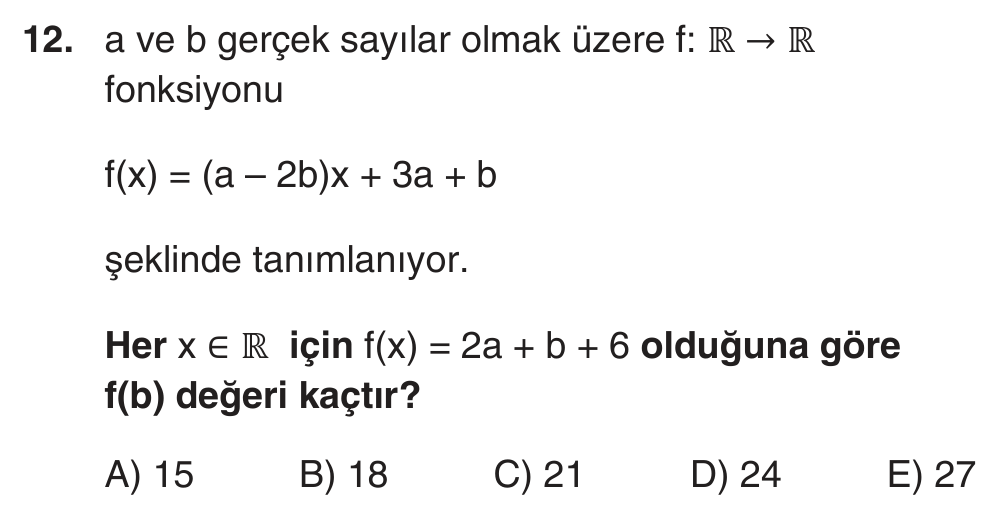 12. a ve b gerçek sayılar olmak üzere f: ℝ → ℝ
fonksiyonu
f(x) = (a – 2b)x + 3a + b
şeklinde tanımlanıyor.
Her x ∈ ℝ için f(x) = 2a + b + 6 olduğuna göre
f(b) değeri kaçtır?
A) 15 B) 18 C) 21 D) 24 E) 27